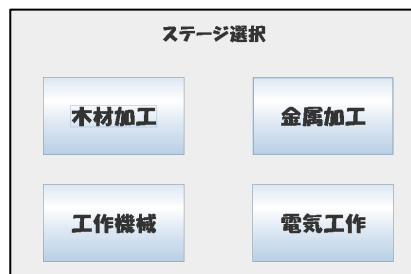 ステージ選択
木材加工
金属加工
工作機械
電気工作